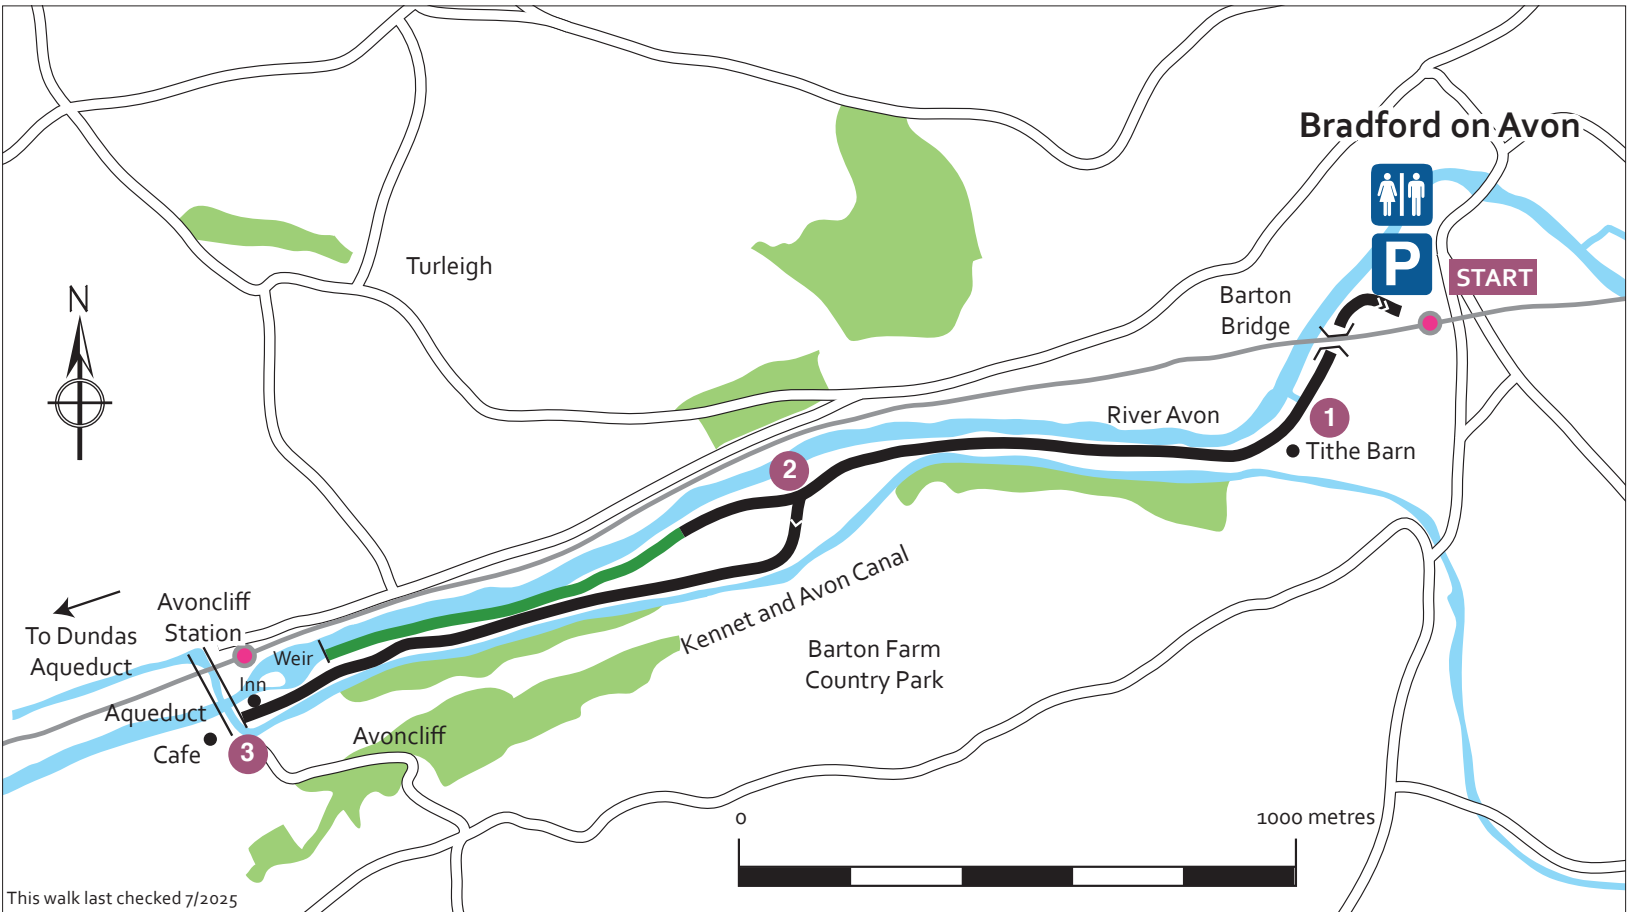 Bradford on Avon
P
START
N
Turleigh
Barton
Bridge
River Avon
1
Tithe Barn
2
Kennet and Avon Canal
Avoncliff
Station
To Dundas
Aqueduct
Weir
Inn
Aqueduct
Cafe
3
Avoncliff
Barton Farm
Country Park
0
1000 metres
This walk last checked 7/2025